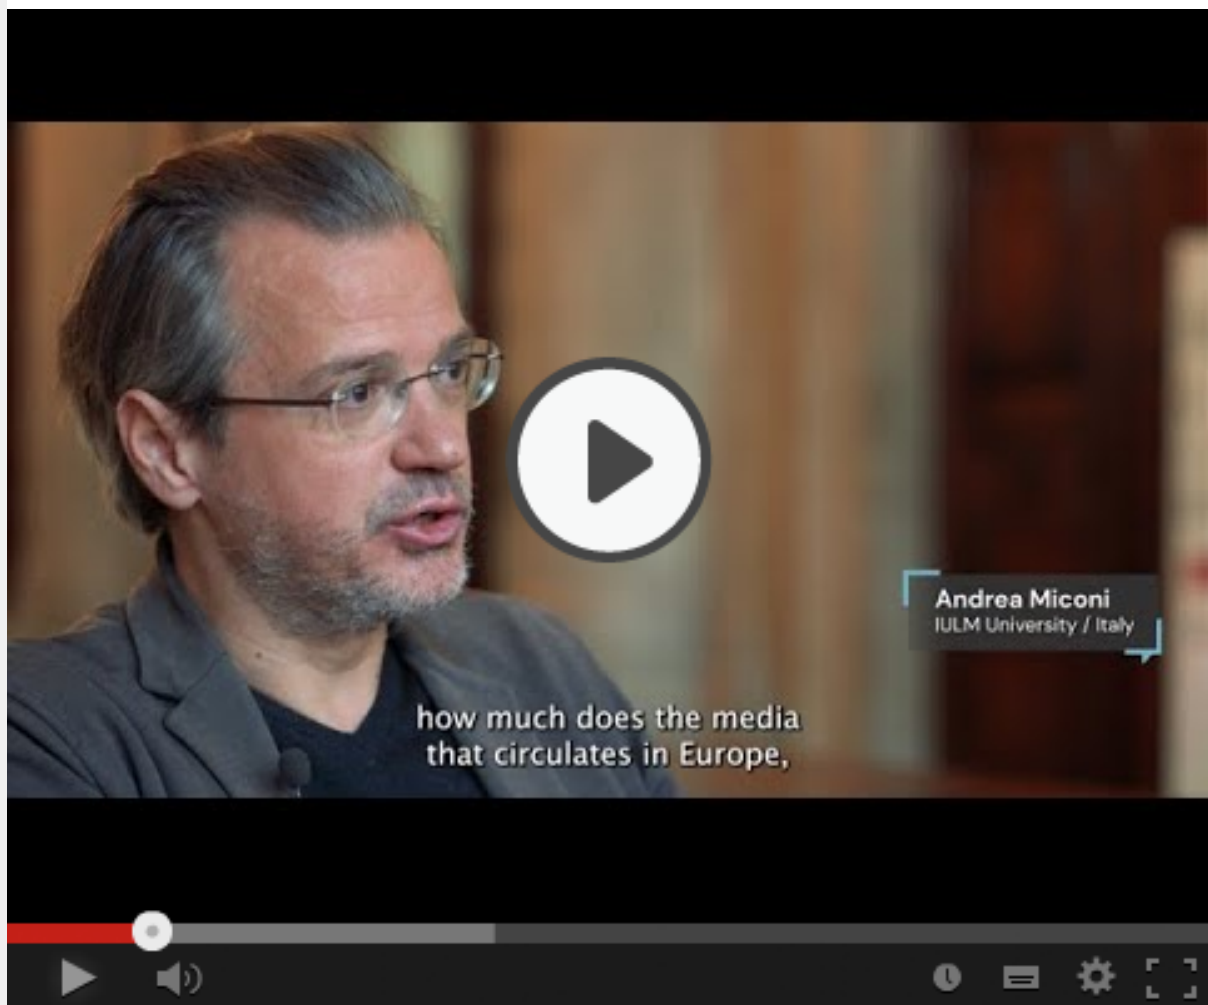 Andrea Miconi
IULM University / Italy
how much does the media
that circulates in Europe,